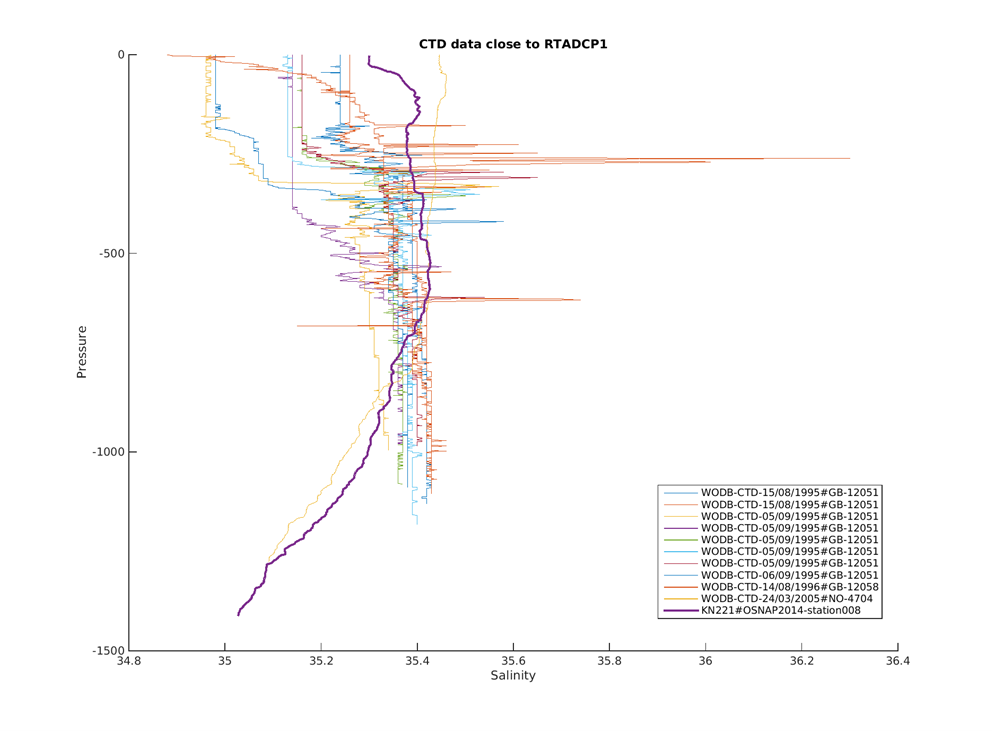 CTD data close to RTADCP1
0
-500
-1000
-1500
Pressure
34.8 35 35.2 35.4 35.6 35.8 36 36.2 36.4
Salinity
WODB-CTD-15/08/1995#GB-12051
WODB-CTD-15/08/1995#GB-12051
WODB-CTD-05/09/1995#GB-12051
WODB-CTD-05/09/1995#GB-12051
WODB-CTD-05/09/1995#GB-12051
WODB-CTD-05/09/1995#GB-12051
WODB-CTD-05/09/1995#GB-12051
WODB-CTD-06/09/1995#GB-12051
WODB-CTD-14/08/1996#GB-12058
WODB-CTD-24/03/2005#NO-4704
KN221#OSNAP2014-station008